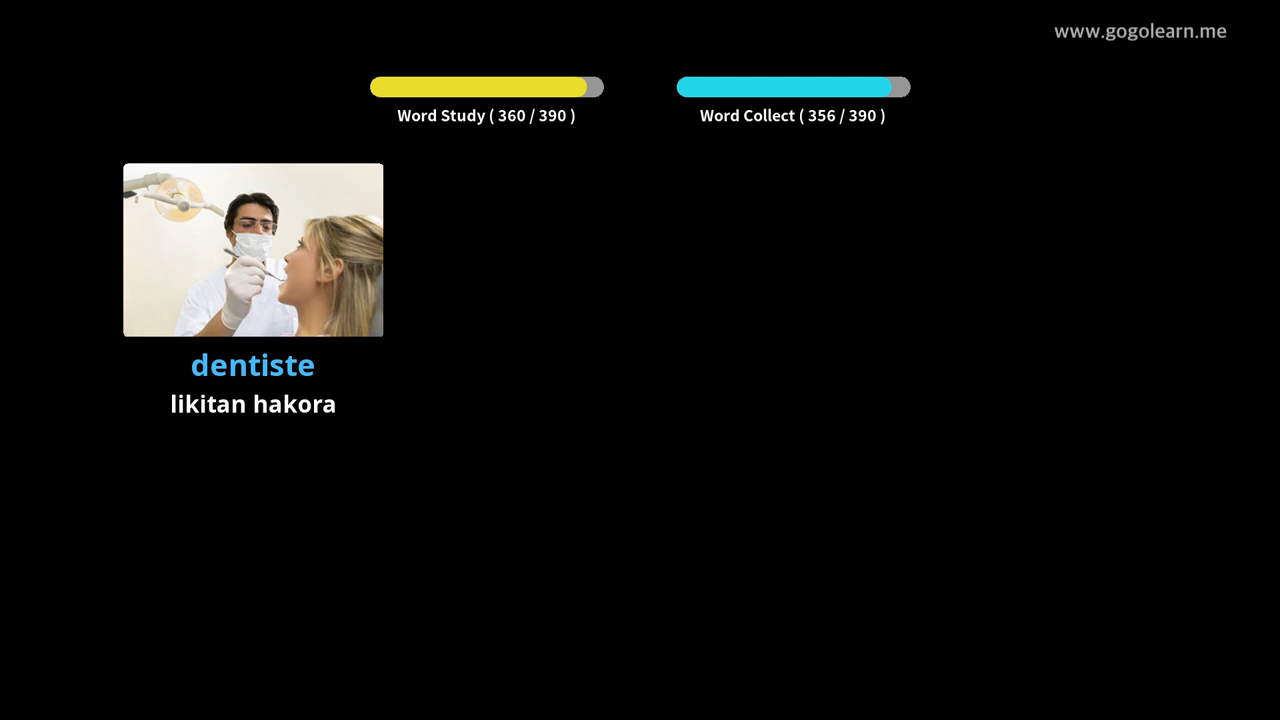 www.gogolearn.me
Word Study ( 360 / 390 )
Word Collect ( 356 / 390 )
dentiste
likitan hakora